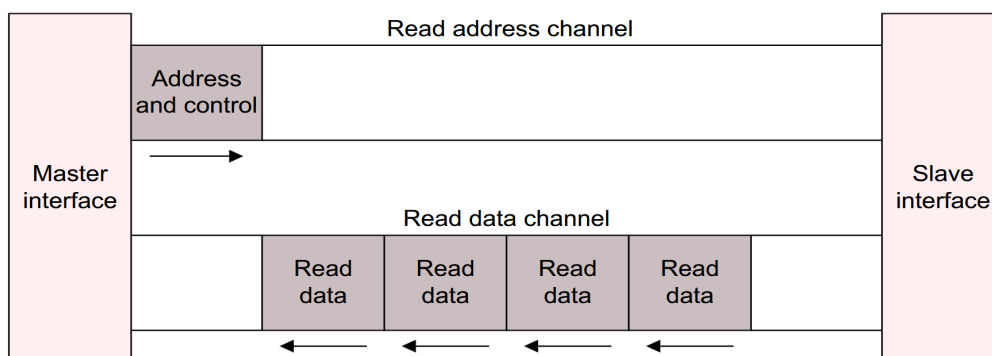 Read address channel
Address
and control
Master
interface
Slave
interface
Read data channel
Read
data
Read
data
Read
data
Read
data